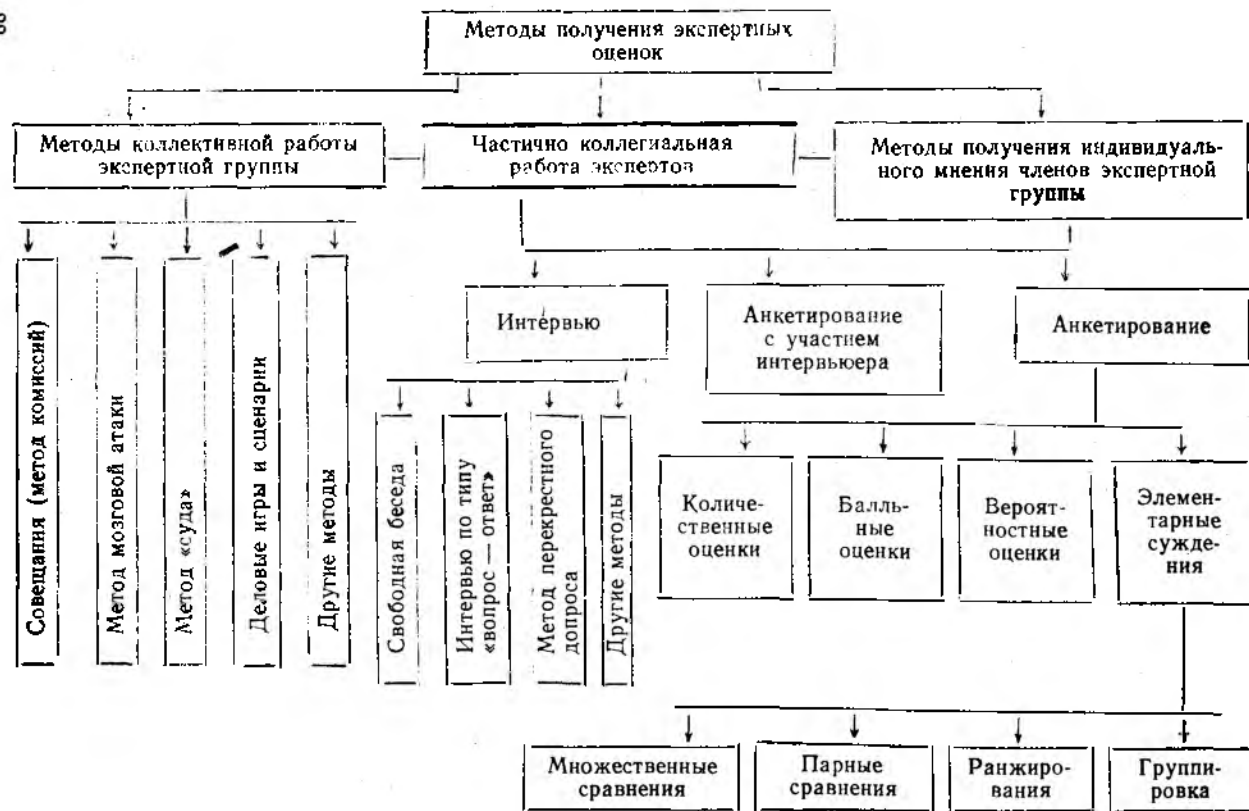 Методы получения экспертных
оценок
Методы коллективной работы
экспертной группы
Частично коллегиальная
работа экспертов
Методы получения индивидуаль-
ного мнения членов экспертной
группы
Совещания (метод комиссий)
Метод мозговой атаки
Метод «суда»
Деловые игры и сценарии
Другие методы
Интервью
Анкетирование
с участием
интервьюера
Анкетирование
Свободная беседа
Интервью по типу
«вопрос — ответ»
Метод перекрестного
допроса
Другие методы
Количе-
ственные
оценки
Балль-
ные
оценки
Вероят-
ностные
оценки
Элемен-
тарные
сужде-
ния
Множественные
сравнения
Парные
сравнения
Ранжиро-
вания
Группи-
ровка